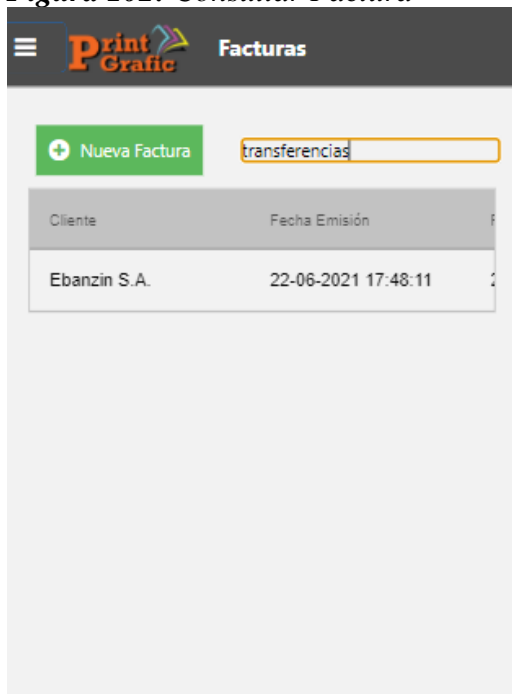 Facturas
Print
Grafic
Nueva Factura
transferencias
Cliente Fecha Emisión
Ebanzin S.A. 22-06-2021 17:48:11